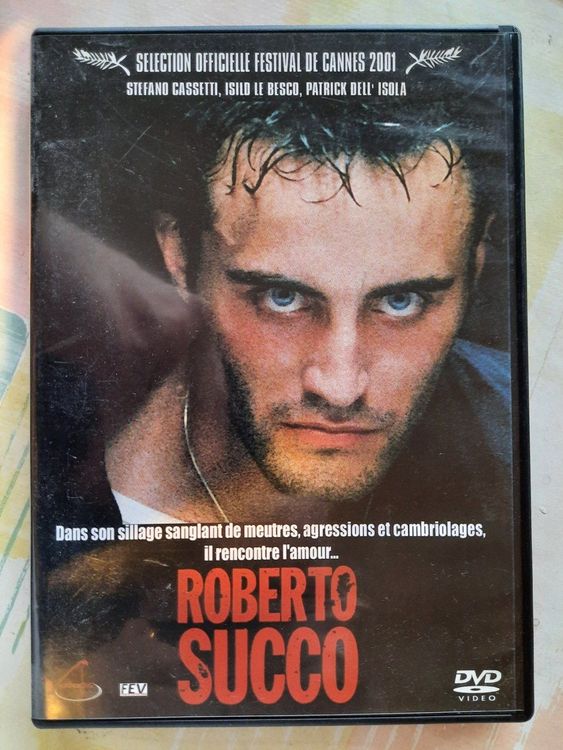 SELECTION OFFICIELLE FESTIVAL DE CANNES 2001
STEFANO CASSETTI, ISILD LE BESCO, PATRICK DELL' ISOLA
Dans son sillage sanglant de meutres, agressions et cambriolages,
il rencontre l'amour...
ROBERTO
SUCCO
FEV
DVD
VIDEO